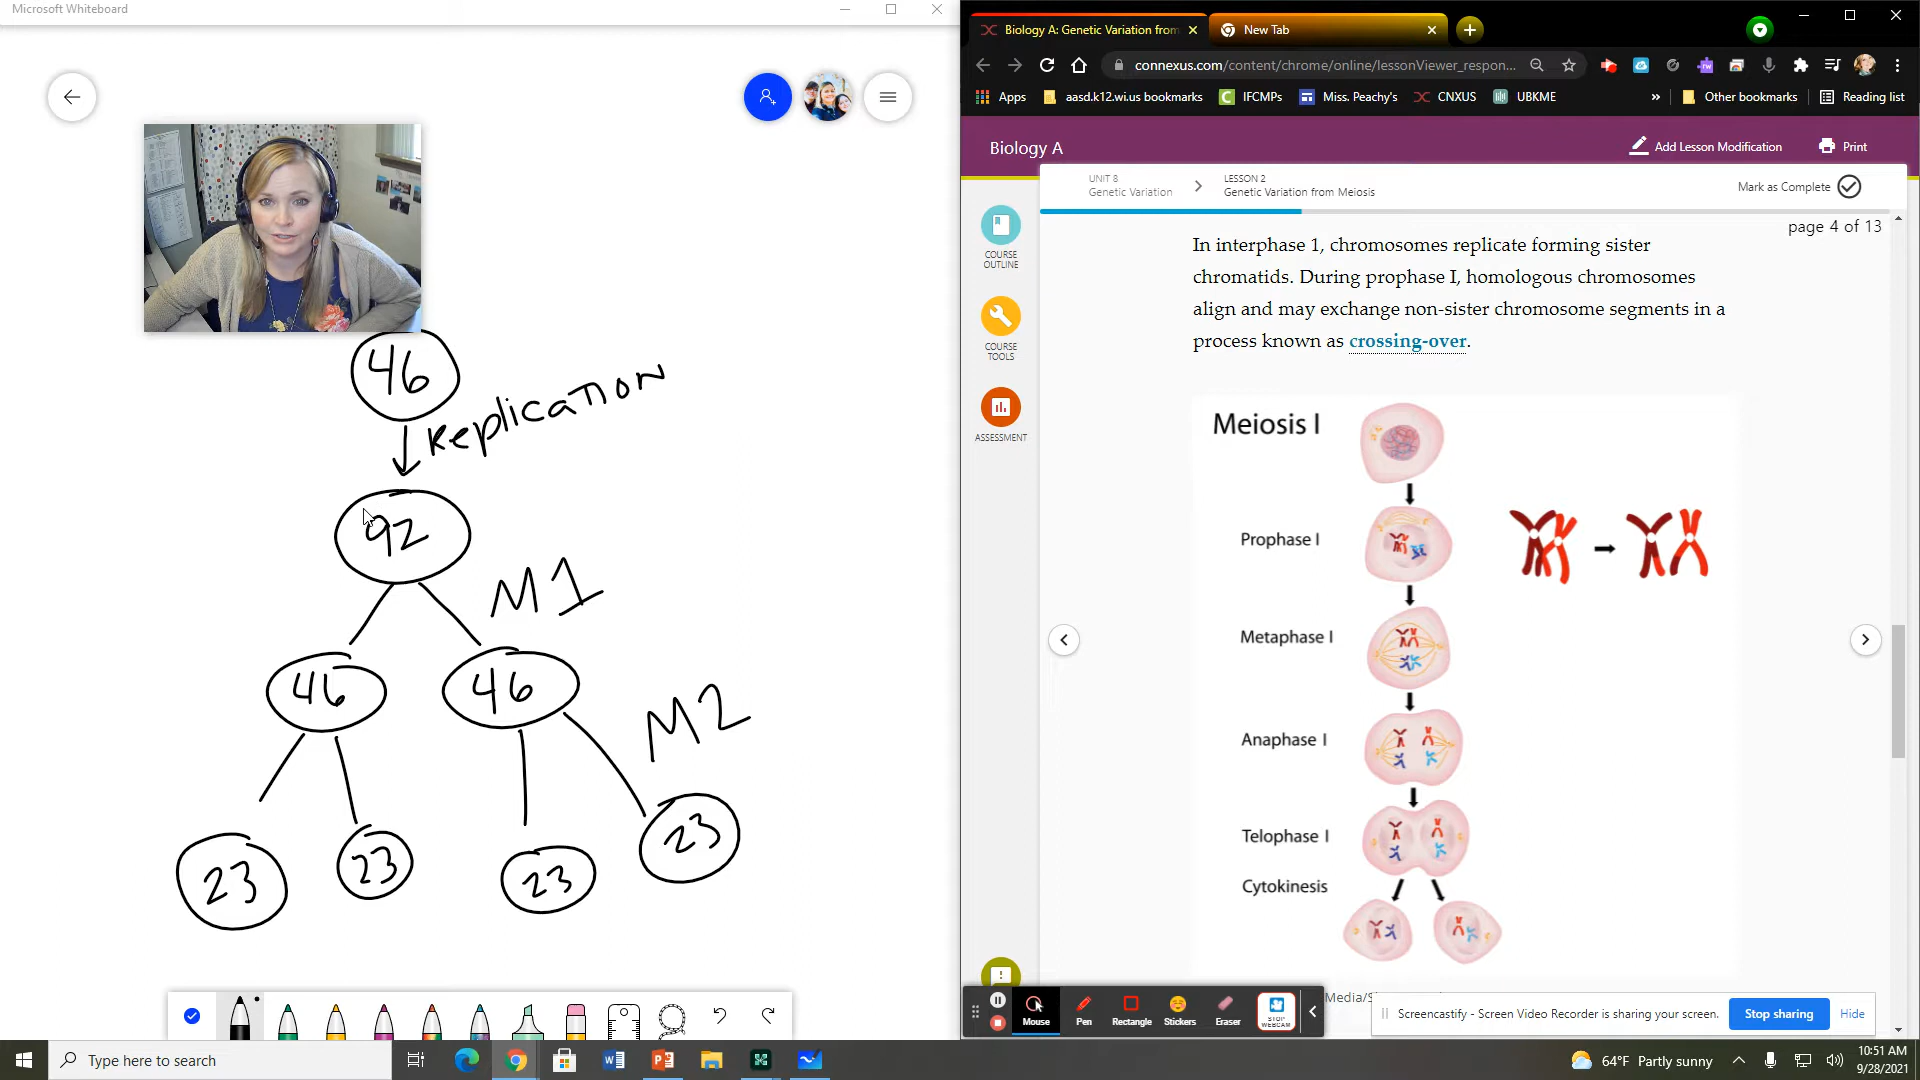 Microsoft Whiteboard
46
Replication
92
M1
46 46
M2
23 23 23 23
Type here to search
Biology A: Genetic Variation from
New Tab
connexus.com/content/chrome/online/lessonViewer_respon...
Apps
aasd.k12.wi.us bookmarks
IFCMPs
Miss. Peachy's
CNXUS
UBKME
»
Other bookmarks
Reading list
Biology A
Add Lesson Modification
Print
UNIT 8
Genetic Variation
LESSON 2
Genetic Variation from Meiosis
Mark as Complete
page 4 of 13
COURSE
OUTLINE
COURSE
TOOLS
ASSESSMENT
In interphase 1, chromosomes replicate forming sister
chromatids. During prophase I, homologous chromosomes
align and may exchange non-sister chromosome segments in a
process known as crossing-over.
Meiosis I
Prophase I
Metaphase I
Anaphase I
Telophase I
Cytokinesis
Mouse
Pen
Rectangle
Stickers
Eraser
STOP
WEBCAM
Screencastify - Screen Video Recorder is sharing your screen.
Stop sharing
Hide
64°F Partly sunny
10:51 AM
9/28/2021